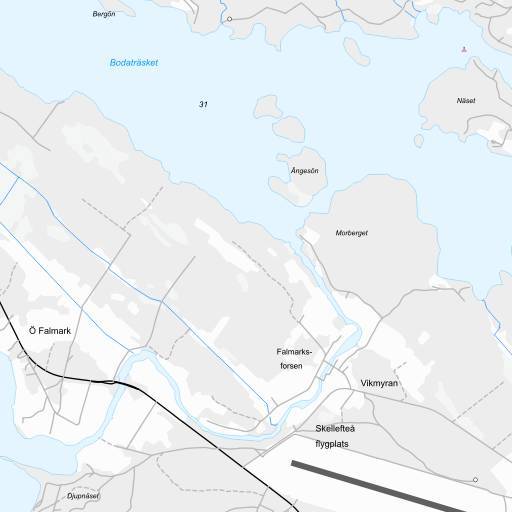 Bergön
Bodaträsket
31
Näset
Ängesön
Morberget
Ö Falmark
Falmarks-
forsen
Vikmyran
Skellefteå
flygplats
Djupnäset